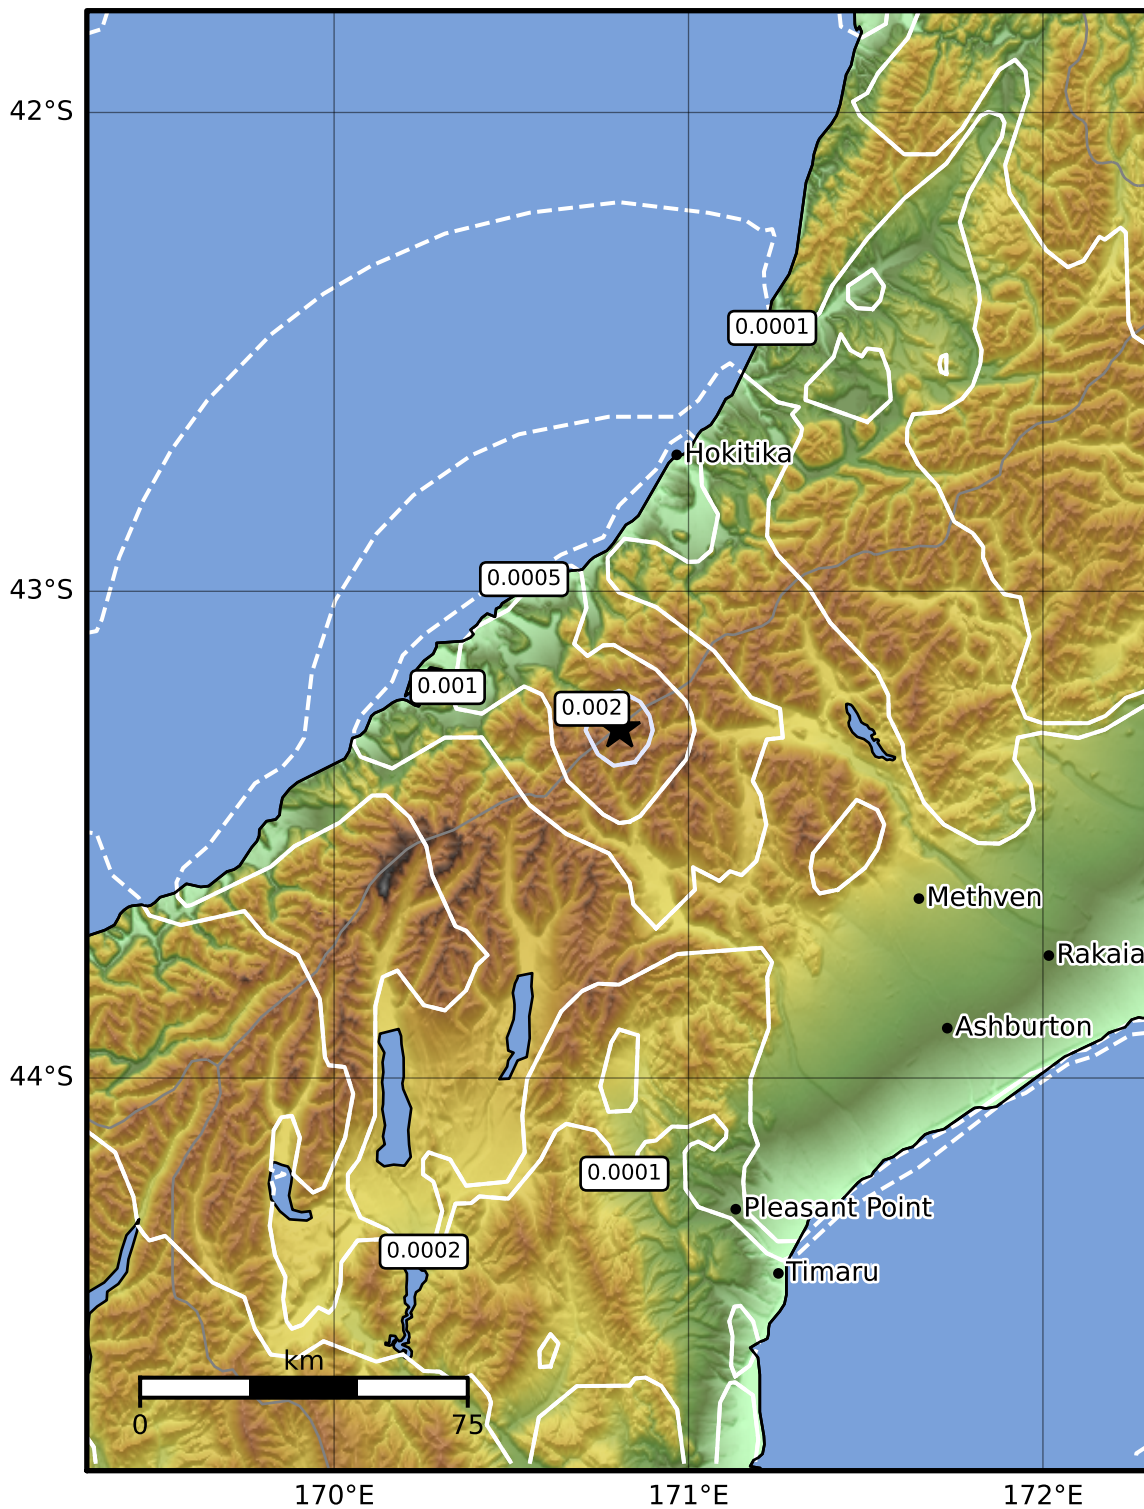 42°S
0.0001
Hokitika
0.0005
43°S
0.001
0.002
Methven
Rakaia
Ashburton
44°S
0.0001
Pleasant Point
0.0002
Timaru
km
0 75
170°E 171°E 172°E